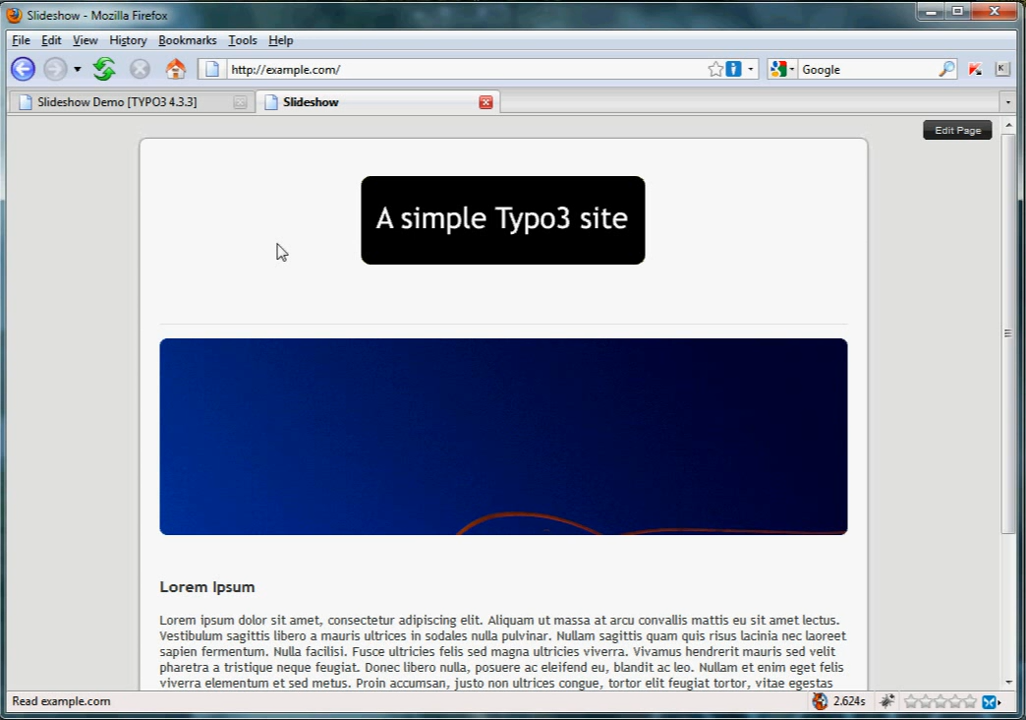 Slideshow - Mozilla Firefox
File Edit View History Bookmarks Tools Help
http://example.com/ Google
Slideshow Demo [TYPO3 4.3.3] Slideshow
Edit Page
A simple Typo3 site
Lorem Ipsum
Lorem ipsum dolor sit amet, consectetur adipiscing elit. Aliquam ut massa at arcu convallis mattis eu sit amet lectus.
Vestibulum sagittis libero a mauris ultrices in sodales nulla pulvinar. Nullam sagittis quam quis risus lacinia nec laoreet
sapien fermentum. Nulla facilisi. Fusce ultricies felis sed magna ultricies viverra. Vivamus hendrerit mauris sed velit
pharetra a tristique neque feugiat. Donec libero nulla, posuere ac eleifend eu, blandit ac leo. Nullam et enim eget felis
viverra elementum et sed metus. Proin accumsan, justo non ultrices congue, tortor elit feugiat tortor, vitae egestas
Read example.com 2.624s